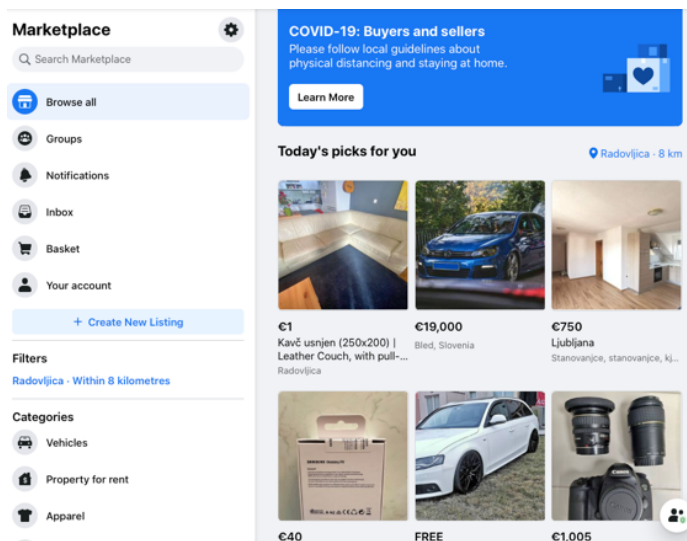 Marketplace
Search Marketplace
Browse all
Groups
Notifications
Inbox
Basket
Your account
+ Create New Listing
Filters
Radovljica · Within 8 kilometres
Categories
Vehicles
Property for rent
Apparel
COVID-19: Buyers and sellers
Please follow local guidelines about
physical distancing and staying at home.
Learn More
Today's picks for you
Radovljica · 8 km
€1
Kavč usnjen (250x200) |
Leather Couch, with pull-...
Radovljica
€19,000
Bled, Slovenia
€750
Ljubljana
Stanovanjce, stanovanjce, kj...
€40
FREE
€1,005
Canon